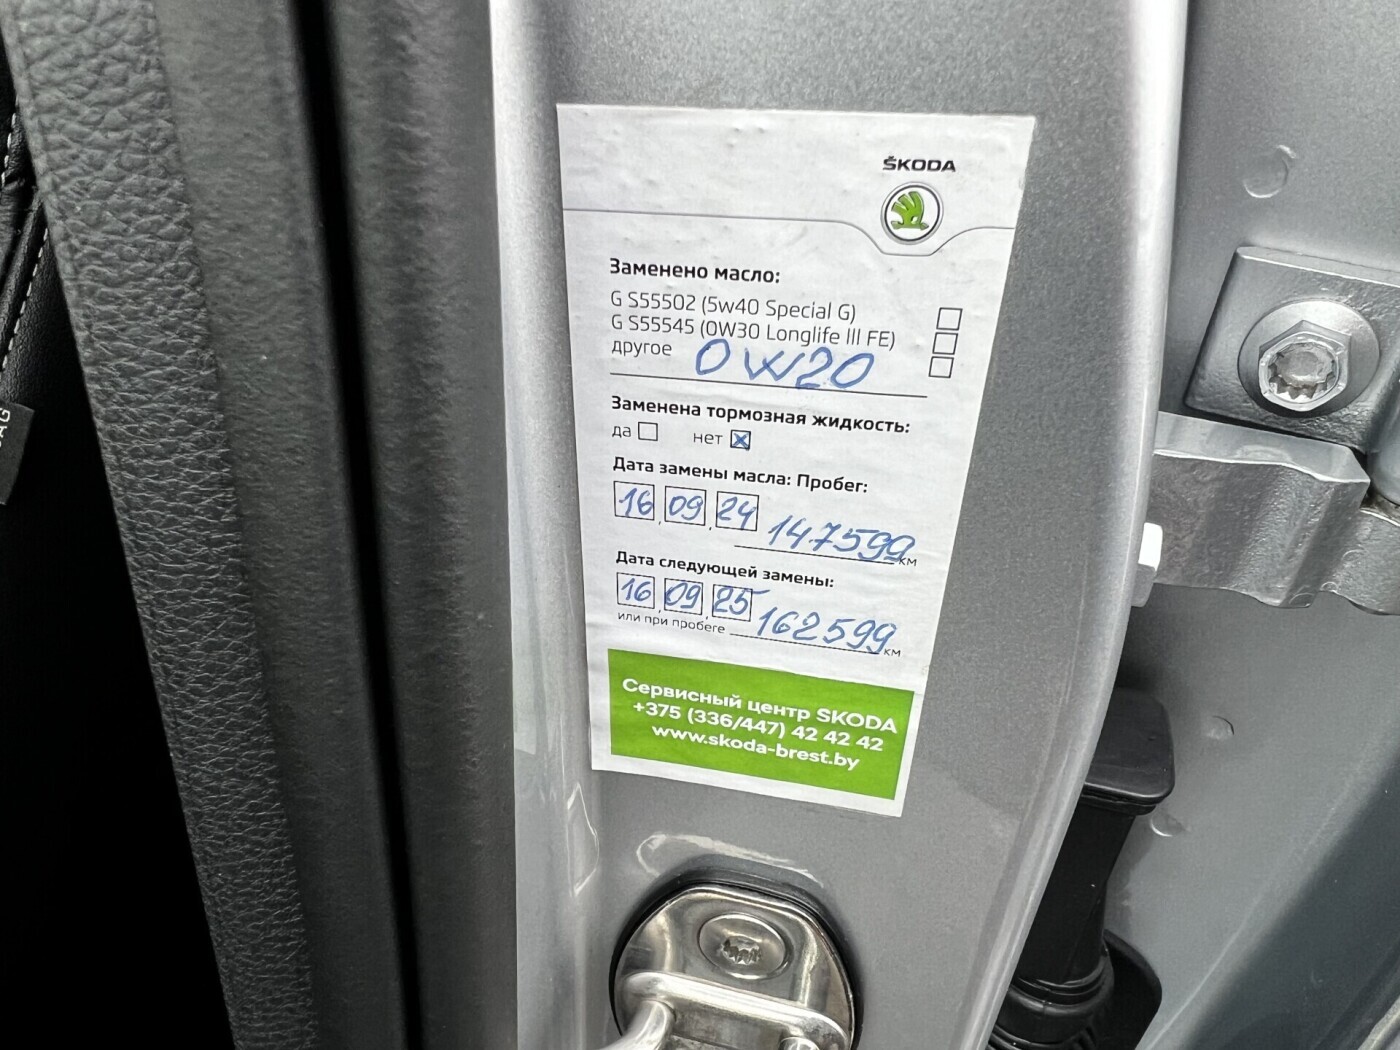 ŠKODA
Заменено масло:
G S55502 (5w40 Special G)
G S55545 (0W30 Longlife III FE)
другое 0W20
Заменена тормозная жидкость:
да нет x
Дата замены масла: Пробег:
16.09.24 147599 км
Дата следующей замены:
16.09.25
или при пробеге 162599 км
Сервисный центр SKODA
+375 (336/447) 42 42 42
www.skoda-brest.by